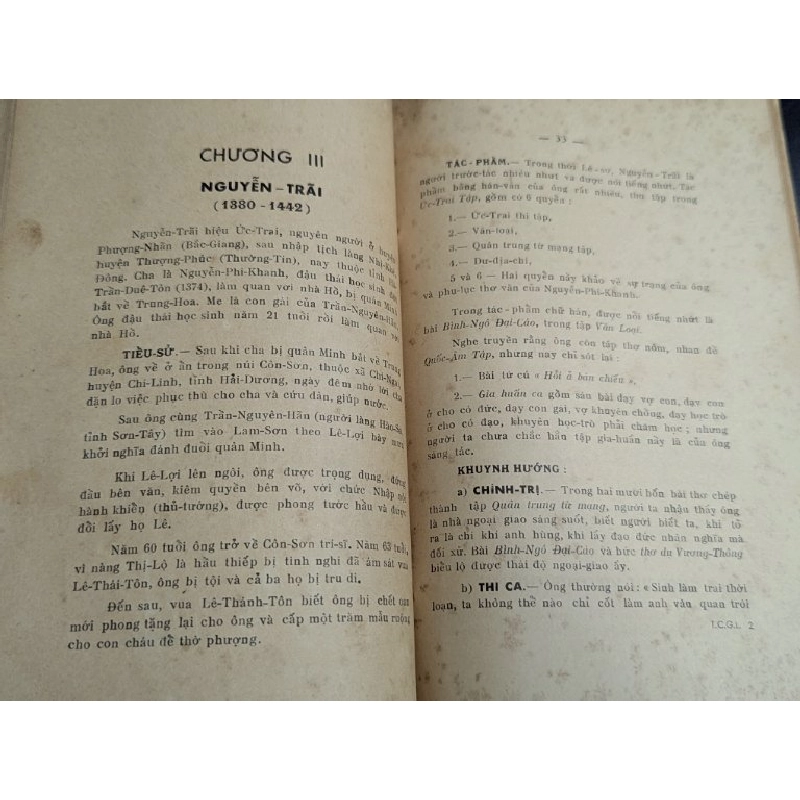 CHƯƠNG III
NGUYỄN-TRÃI
(1380-1442)
Nguyễn-Trãi hiệu Ức-Trai, nguyên người ở huyện
Phượng-Nhãn (Bắc-Giang), sau nhập tịch làng Nhị-Khê,
huyện Thượng-Phúc (Thường-Tín), nay thuộc tỉnh
Đông. Cha là Nguyễn-Phi-Khanh, đậu thái học sinh đời
Trần-Duệ-Tôn (1374), làm quan với nhà Hồ, bị quân Minh
bắt về Trung-Hoa. Mẹ là con gái của Trần-Nguyên-Hãn.
Ông đậu thái học sinh năm 21 tuổi rồi làm quan với
nhà Hồ.
TIỂU-SỬ.— Sau khi cha bị quân Minh bắt về Trung
Hoa, ông về ở ẩn trong núi Côn-Sơn, thuộc xã Chi-Ngại,
huyện Chí-Linh, tỉnh Hải-Dương, ngày đêm nhớ lời cha
dặn lo việc phục thù cho cha và cứu dân, giúp nước.
Sau ông cùng Trần-Nguyên-Hãn (người làng Hán-Sơn,
tỉnh Sơn-Tây) tìm vào Lam-Sơn theo Lê-Lợi bây mưu
khởi nghĩa đánh đuổi quân Minh.
Khi Lê-Lợi lên ngôi, ông được trọng dụng, đứng
đầu bên văn, kiêm quyền bên võ, với chức Nhập nội
hành khiển (thủ-tướng), được phong tước hầu và được
đổi lấy họ Lê.
Năm 60 tuổi ông trở về Côn-Sơn trí-sĩ. Năm 63 tuổi,
vì nàng Thị-Lộ là hầu thiếp bị tình nghi đã ám sát vua
Lê-Thái-Tôn, ông bị tội và cả ba họ bị tru di.
Đến sau, vua Lê-Thánh-Tôn biết ông bị chết oan
mới phong tặng lại cho ông và cấp một trăm mẫu ruộng
cho con cháu để thờ phượng.
— 33 —
TÁC-PHẨM.— Trong thời Lê-sơ, Nguyễn-Trãi là
người trước-tác nhiều nhứt và được nổi tiếng nhứt. Tác
phẩm bằng hán-văn của ông rất nhiều, thu tập trong
Ức-Trai Tập, gồm có 6 quyển :
1.— Ức-Trai thi tập,
2.— Văn-loại,
3.— Quân trung từ mạng tập,
4.— Dư-địa-chí,
5 và 6 — Hai quyển này khảo về sự trạng của ông
và phụ-lục thơ văn của Nguyễn-Phi-Khanh.
Trong tác-phẩm chữ hán, được nổi tiếng nhứt là
bài Bình-Ngô Đại-Cáo, trong tập Văn Loại.
Nghe truyền rằng ông còn tập thơ nôm, nhan đề
Quốc-Âm Tập, nhưng nay chỉ sót lại :
1.— Bài tứ cú « Hỏi ả bán chiếu ».
2.— Gia huấn ca gồm sáu bài dạy vợ con, dạy con
ở cho có đức, dạy con gái, vợ khuyên chồng, dạy học trò
ở cho có đạo, khuyên học-trò phải chăm học ; nhưng
người ta chưa chắc hẳn tập gia-huấn này là của ông
sáng tác.
KHUYNH HƯỚNG :
a) CHÍNH-TRỊ.— Trong hai mươi bốn bài thơ chép
thành tập Quân trung từ mạng, người ta nhận thấy ông
là nhà ngoại giao sáng suốt, biết người biết ta, khi tỏ
ra là chí khí anh hùng, khi lấy đạo đức nhân nghĩa mà
đối xử. Bài Bình-Ngô Đại-Cáo và bức thơ dụ Vương-Thông
biểu lộ được thái độ ngoại-giao ấy.
b) THI CA.— Ông thường nói : « Sinh làm trai thời
loạn, ta không thể nào chỉ cốt làm anh văn quan trói
I.C.G.I. 2